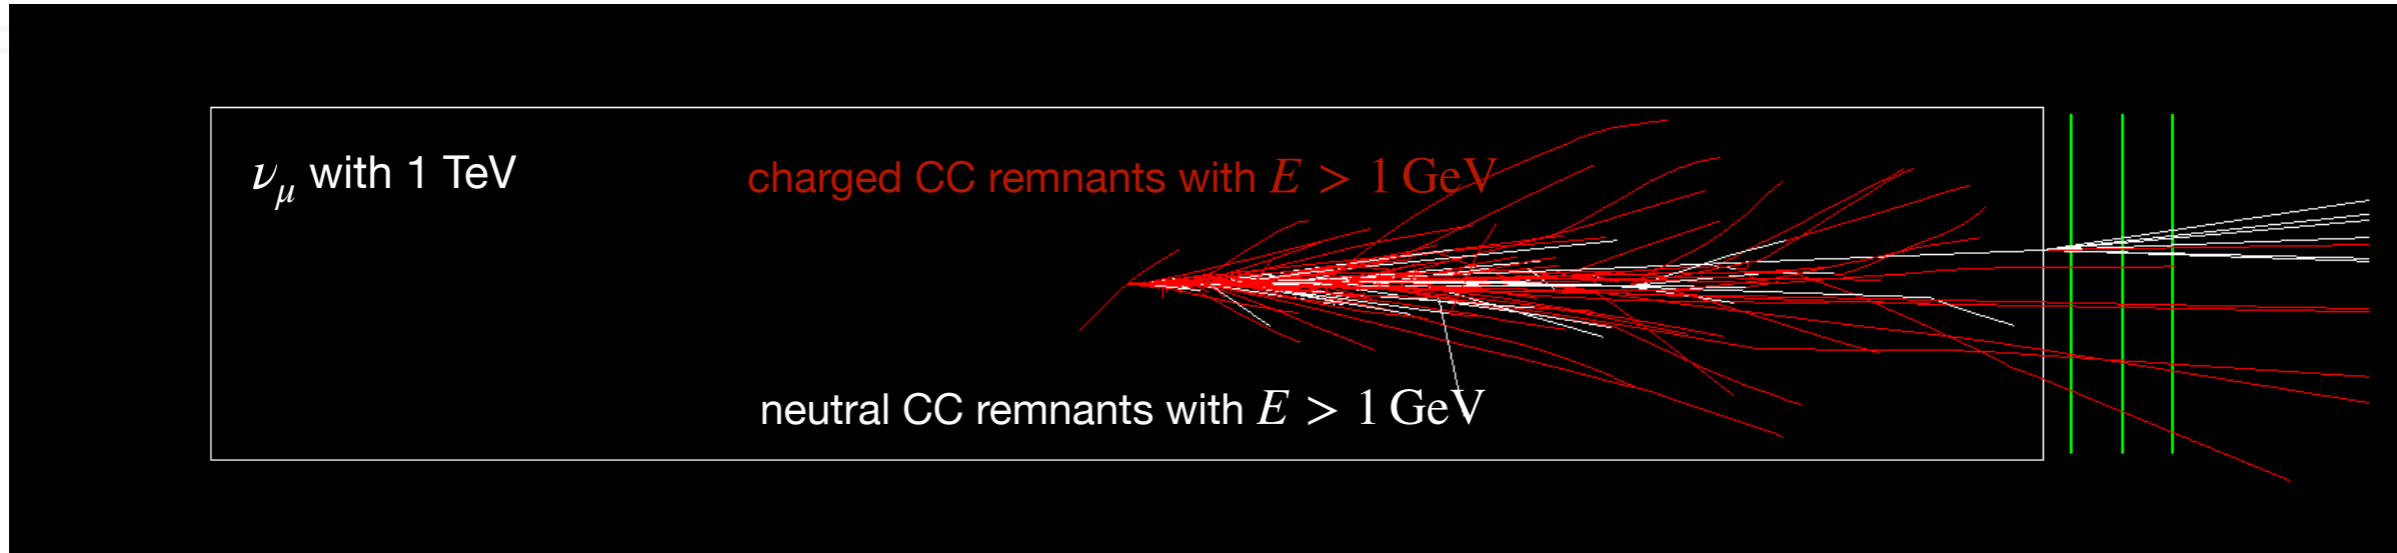 ν_μ with 1 TeV
charged CC remnants with E > 1 GeV
neutral CC remnants with E > 1 GeV